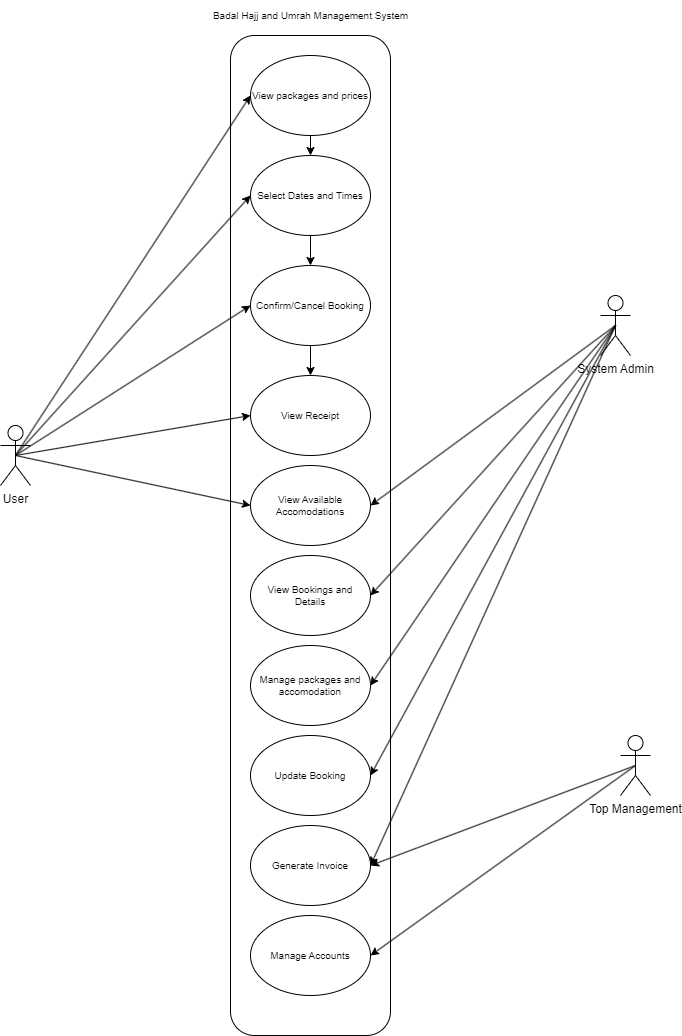 Badal Hajj and Umrah Management System
View packages and prices
Select Dates and Times
Confirm/Cancel Booking
System Admin
View Receipt
User
View Available
Accomodations
View Bookings and
Details
Manage packages and
accomodation
Update Booking
Top Management
Generate Invoice
Manage Accounts